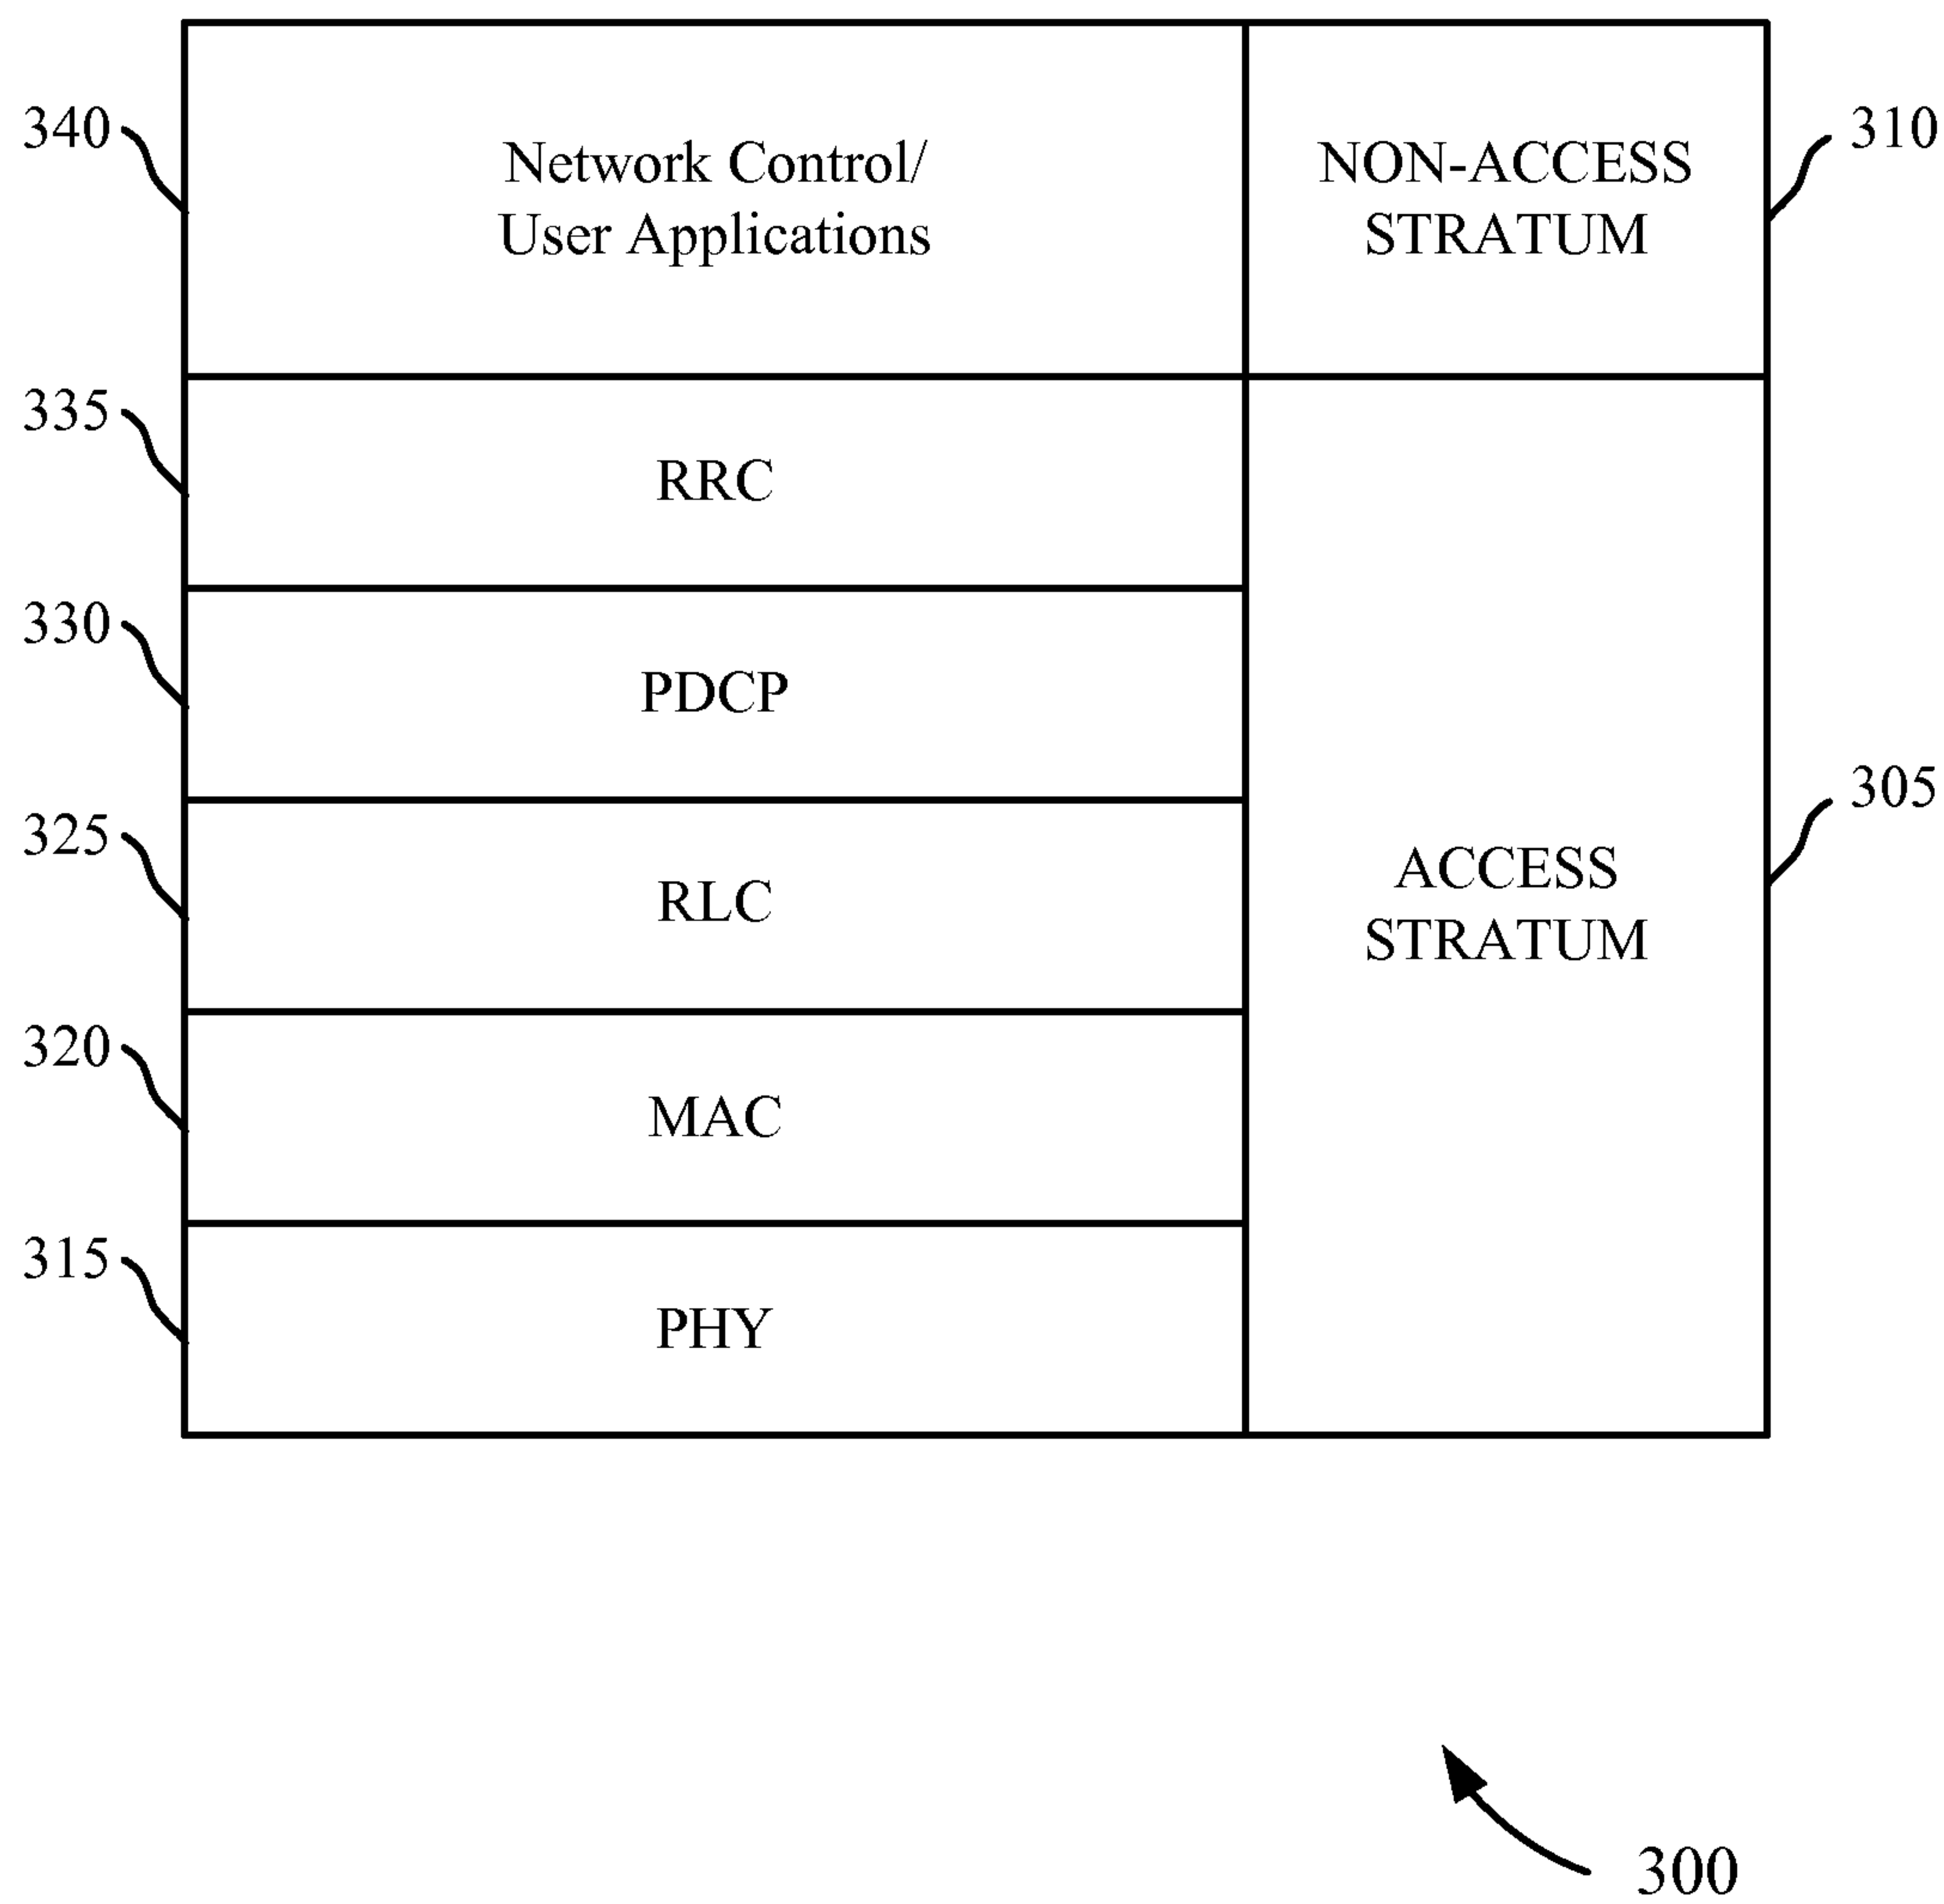 340
Network Control/
User Applications
NON-ACCESS
STRATUM
310
335
RRC
330
PDCP
325
RLC
305
ACCESS
STRATUM
320
MAC
315
PHY
300